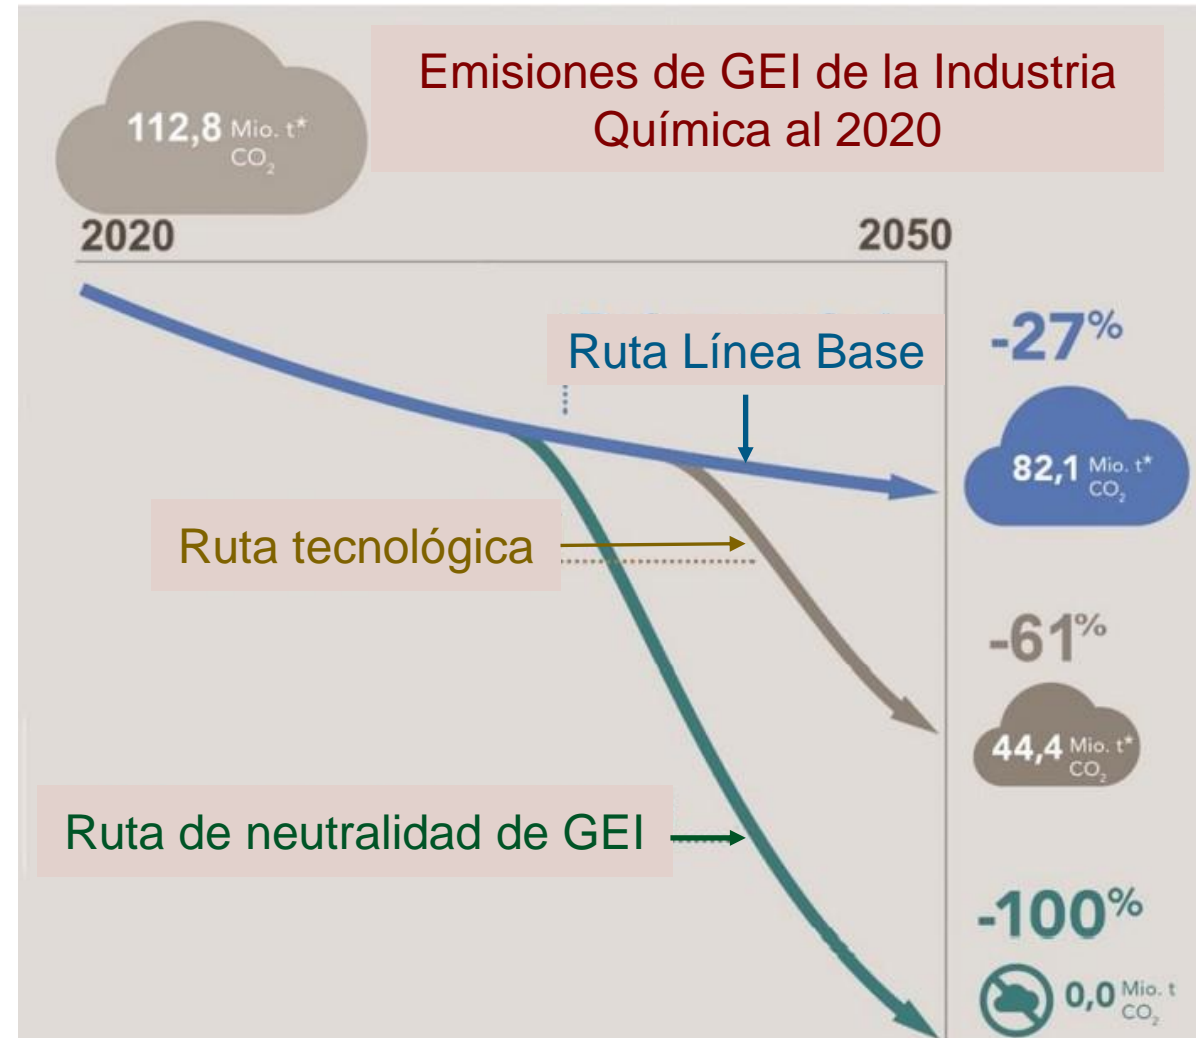 Emisiones de GEI de la Industria
Química al 2020
112,8 Mio. t*
CO₂
2020
2050
Ruta Línea Base
-27%
82,1 Mio. t*
CO₂
Ruta tecnológica
-61%
44,4 Mio. t*
CO₂
Ruta de neutralidad de GEI
-100%
0,0 Mio. t
CO₂